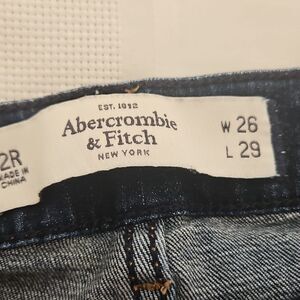 EST. 1892
Abercrombie
& Fitch
NEW YORK
W 26
L 29
2R
MADE IN
CHINA